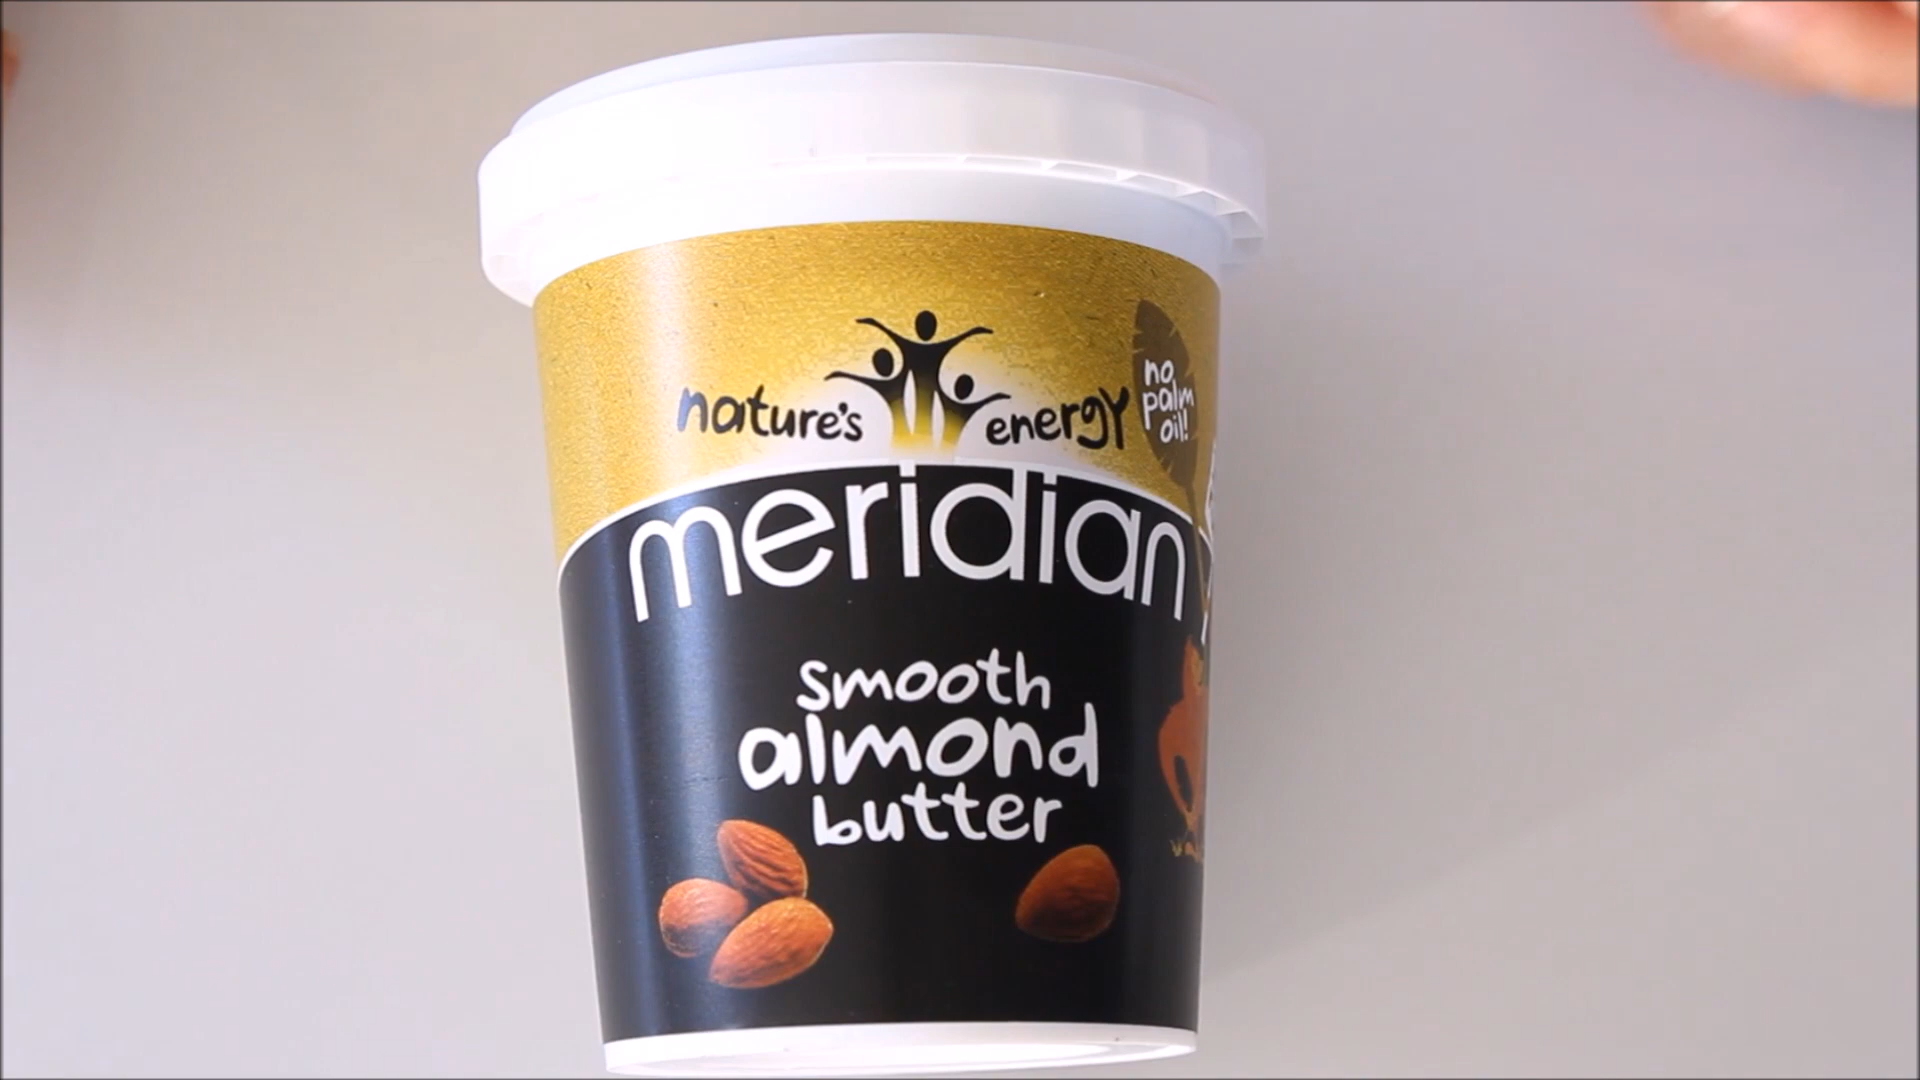 nature's energy
no
palm
oil!
meridian
smooth
almond
butter